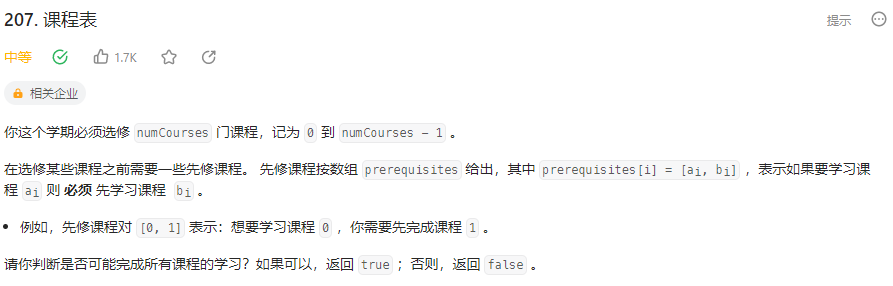 207. 课程表
提示
中等 1.7K
相关企业
你这个学期必须选修 numCourses 门课程，记为 0 到 numCourses - 1 。
在选修某些课程之前需要一些先修课程。 先修课程按数组 prerequisites 给出，其中 prerequisites[i] = [ai, bi] ，表示如果要学习课
程 ai 则 必须 先学习课程 bi 。
例如，先修课程对 [0, 1] 表示：想要学习课程 0 ，你需要先完成课程 1 。
请你判断是否可能完成所有课程的学习？如果可以，返回 true ；否则，返回 false 。